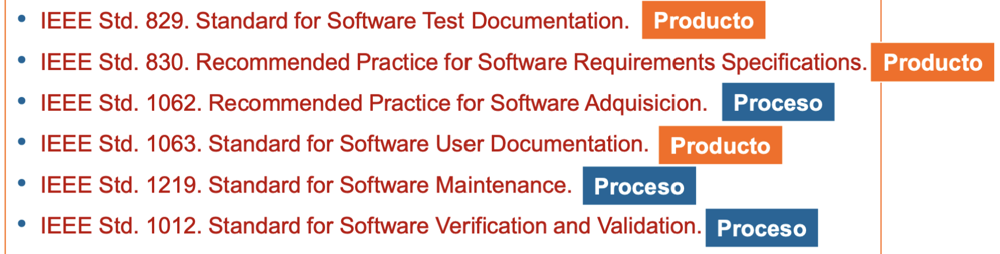 • IEEE Std. 829. Standard for Software Test Documentation. Producto
• IEEE Std. 830. Recommended Practice for Software Requirements Specifications. Producto
• IEEE Std. 1062. Recommended Practice for Software Adquisicion. Proceso
• IEEE Std. 1063. Standard for Software User Documentation. Producto
• IEEE Std. 1219. Standard for Software Maintenance. Proceso
• IEEE Std. 1012. Standard for Software Verification and Validation. Proceso